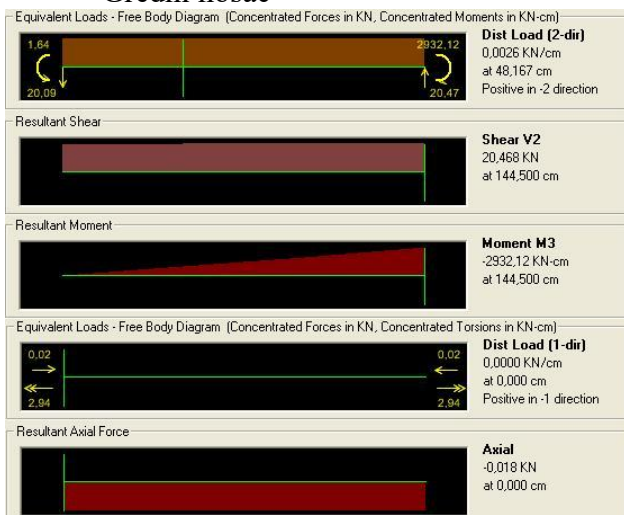 Gredni nosač
Equivalent Loads - Free Body Diagram (Concentrated Forces in KN, Concentrated Moments in KN-cm)
1,64
2932,12
20,09
20,47
Dist Load (2-dir)
0,0026 KN/cm
at 48,167 cm
Positive in -2 direction
Resultant Shear
Shear V2
20,468 KN
at 144,500 cm
Resultant Moment
Moment M3
-2932,12 KN-cm
at 144,500 cm
Equivalent Loads - Free Body Diagram (Concentrated Forces in KN, Concentrated Torsions in KN-cm)
0,02
0,02
2,94
2,94
Dist Load (1-dir)
0,0000 KN/cm
at 0,000 cm
Positive in -1 direction
Resultant Axial Force
Axial
-0,018 KN
at 0,000 cm